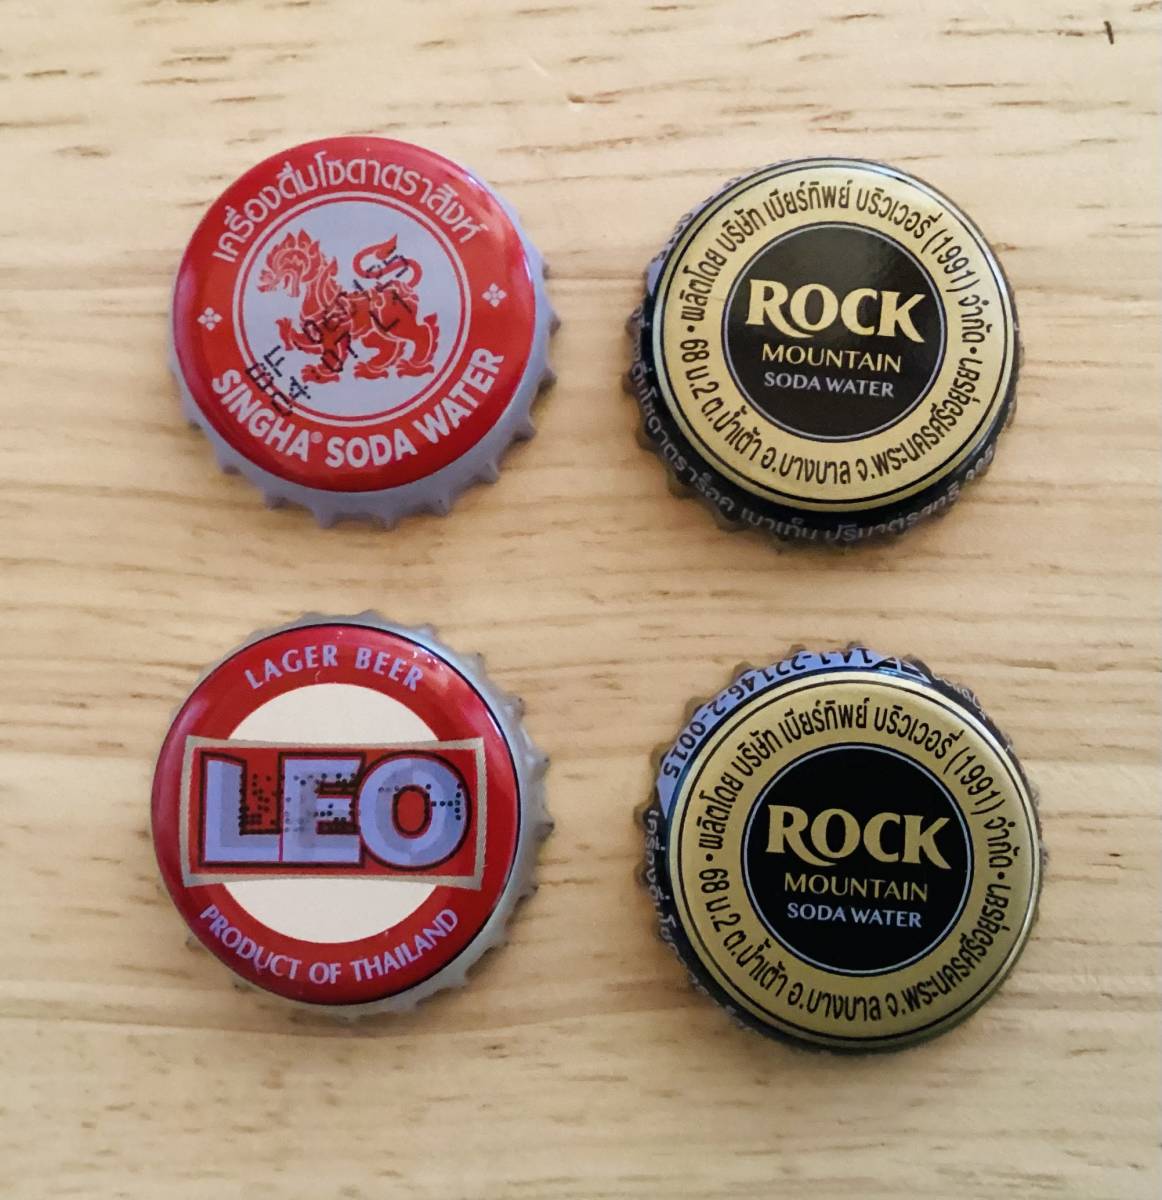 เครื่องดื่มโซดาตราสิงห์
SINGHA® SODA WATER
ผลิตโดย บริษัท เบียร์ทิพย์ บริวเวอรี่ (1991) จำกัด •
68 ม.2 ต.น้ำเต้า อ.บางบาล จ.พระนครศรีอยุธยา •
ROCK
MOUNTAIN
SODA WATER
LAGER BEER
LEO
PRODUCT OF THAILAND
1A1-22146-2-0015
ผลิตโดย บริษัท เบียร์ทิพย์ บริวเวอรี่ (1991) จำกัด •
68 ม.2 ต.น้ำเต้า อ.บางบาล จ.พระนครศรีอยุธยา •
ROCK
MOUNTAIN
SODA WATER